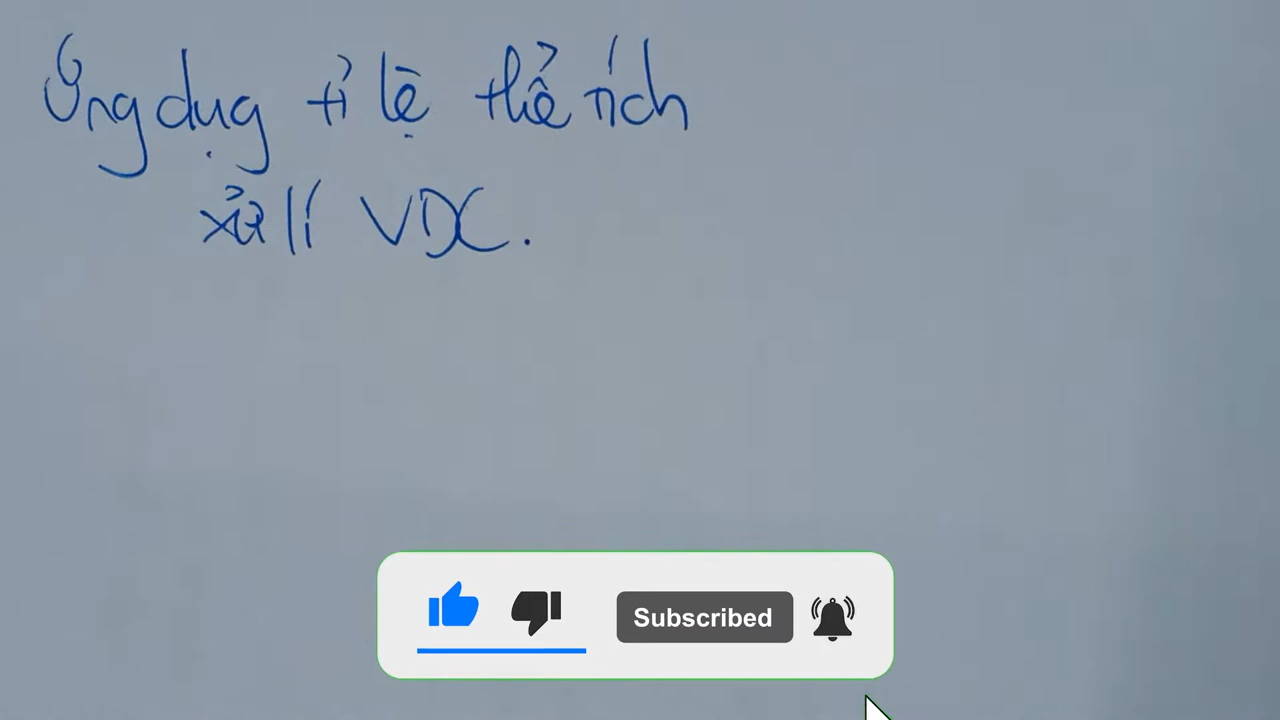 Ứng dụng tỉ lệ thể tích
xử lí VDC.
Subscribed